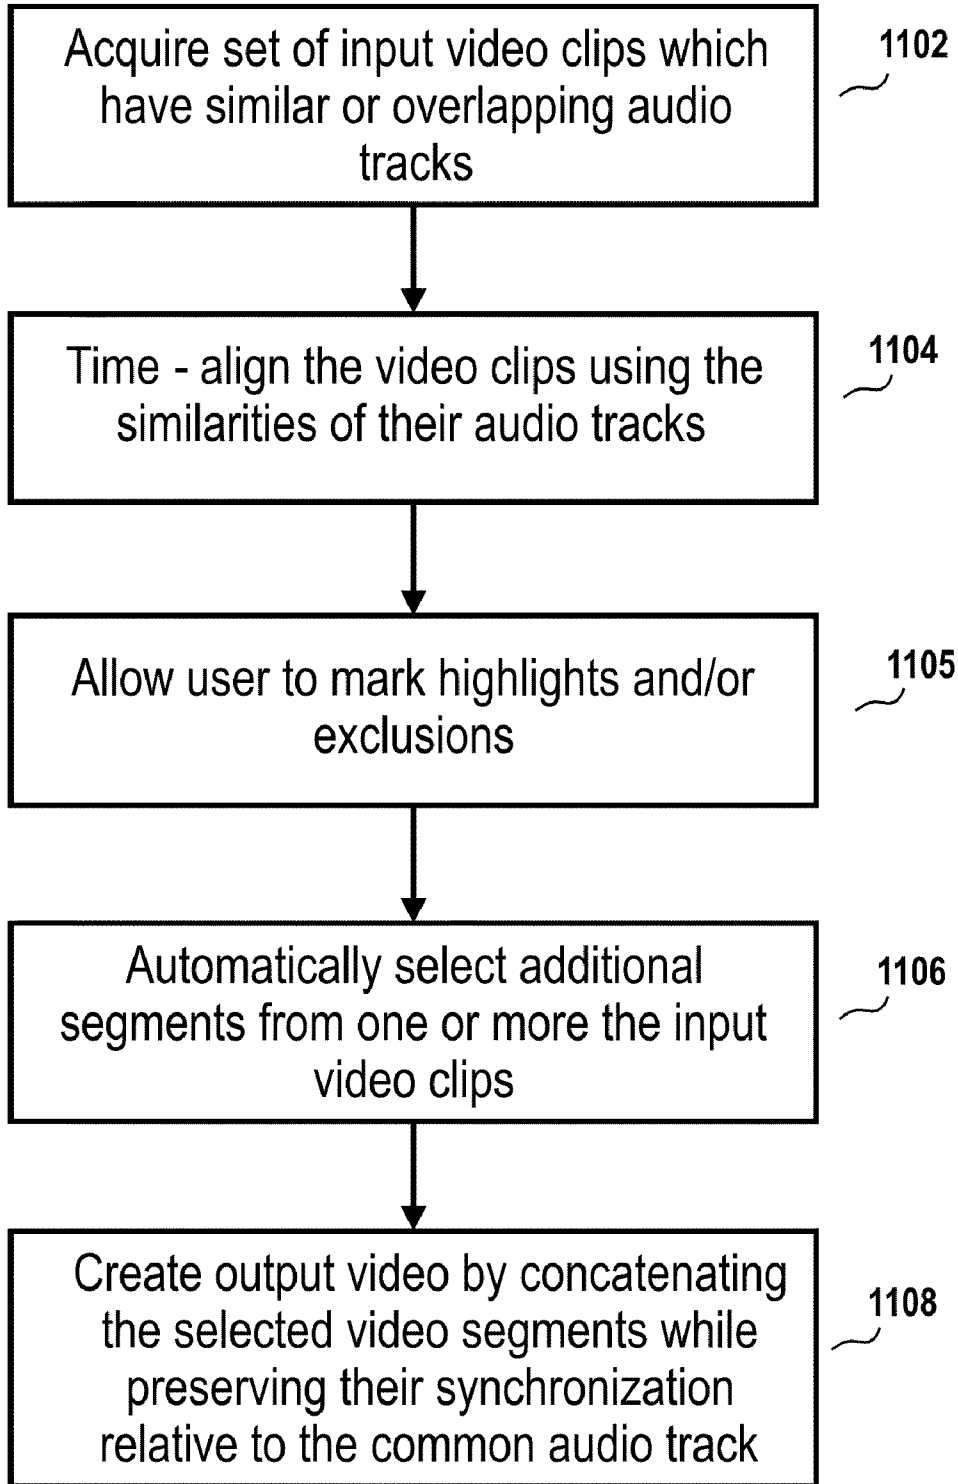 Acquire set of input video clips which
have similar or overlapping audio
tracks
1102
Time - align the video clips using the
similarities of their audio tracks
1104
Allow user to mark highlights and/or
exclusions
1105
Automatically select additional
segments from one or more the input
video clips
1106
Create output video by concatenating
the selected video segments while
preserving their synchronization
relative to the common audio track
1108